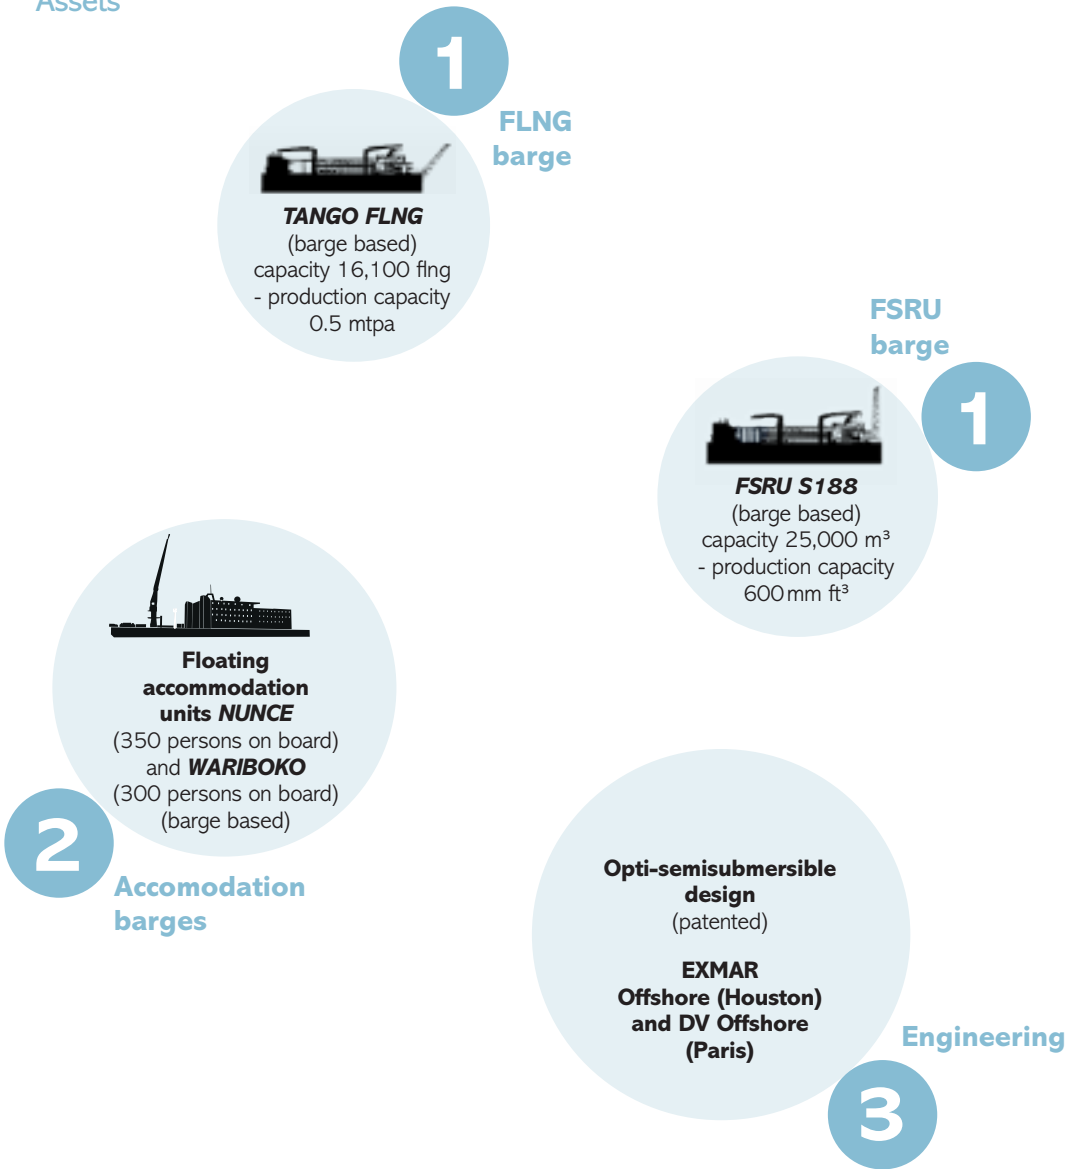 Assets
1
FLNG
barge
TANGO FLNG
(barge based)
capacity 16,100 flng
- production capacity
0.5 mtpa
FSRU
barge
1
FSRU S188
(barge based)
capacity 25,000 m³
- production capacity
600 mm ft³
Floating
accommodation
units NUNCE
(350 persons on board)
and WARIBOKO
(300 persons on board)
(barge based)
2
Accomodation
barges
Opti-semisubmersible
design
(patented)
EXMAR
Offshore (Houston)
and DV Offshore
(Paris)
Engineering
3